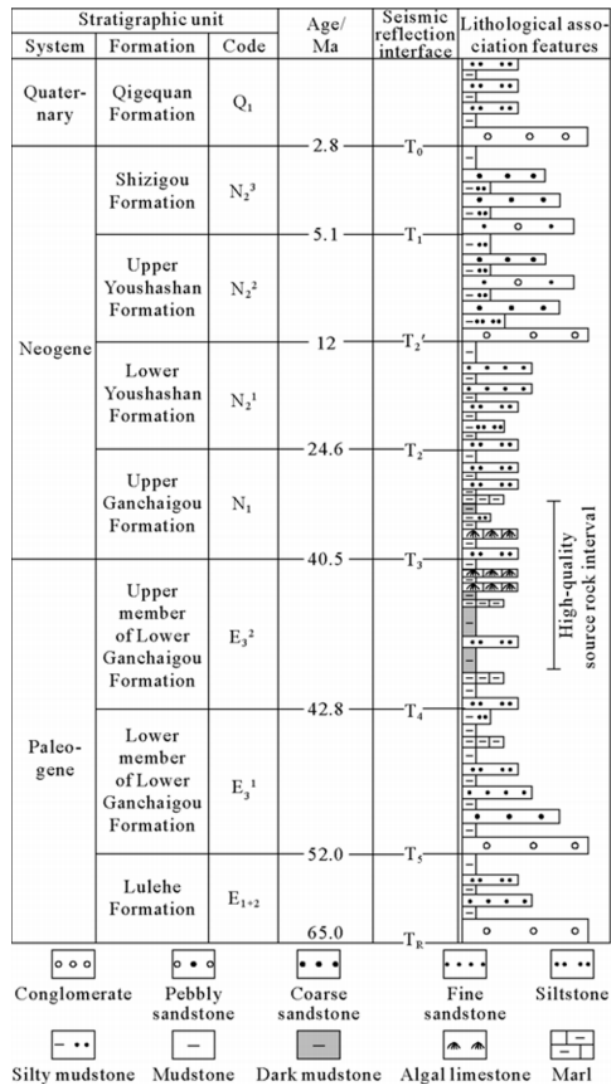 Stratigraphic unit
Age/
Ma
Seismic
reflection
interface
Lithological asso-
ciation features
System
Formation
Code
Quater-
nary
Qigequan
Formation
Q₁
2.8
T₀
Neogene
Shizigou
Formation
N₂³
5.1
T₁
Upper
Youshashan
Formation
N₂²
12
T₂′
Lower
Youshashan
Formation
N₂¹
24.6
T₂
Upper
Ganchaigou
Formation
N₁
40.5
T₃
High-quality
source rock interval
Paleo-
gene
Upper
member
of Lower
Ganchaigou
Formation
E₃²
42.8
T₄
Lower
member
of Lower
Ganchaigou
Formation
E₃¹
52.0
T₅
Lulehe
Formation
E₁₊₂
65.0
T_R
Conglomerate
Pebbly
sandstone
Coarse
sandstone
Fine
sandstone
Siltstone
Silty mudstone
Mudstone
Dark mudstone
Algal limestone
Marl